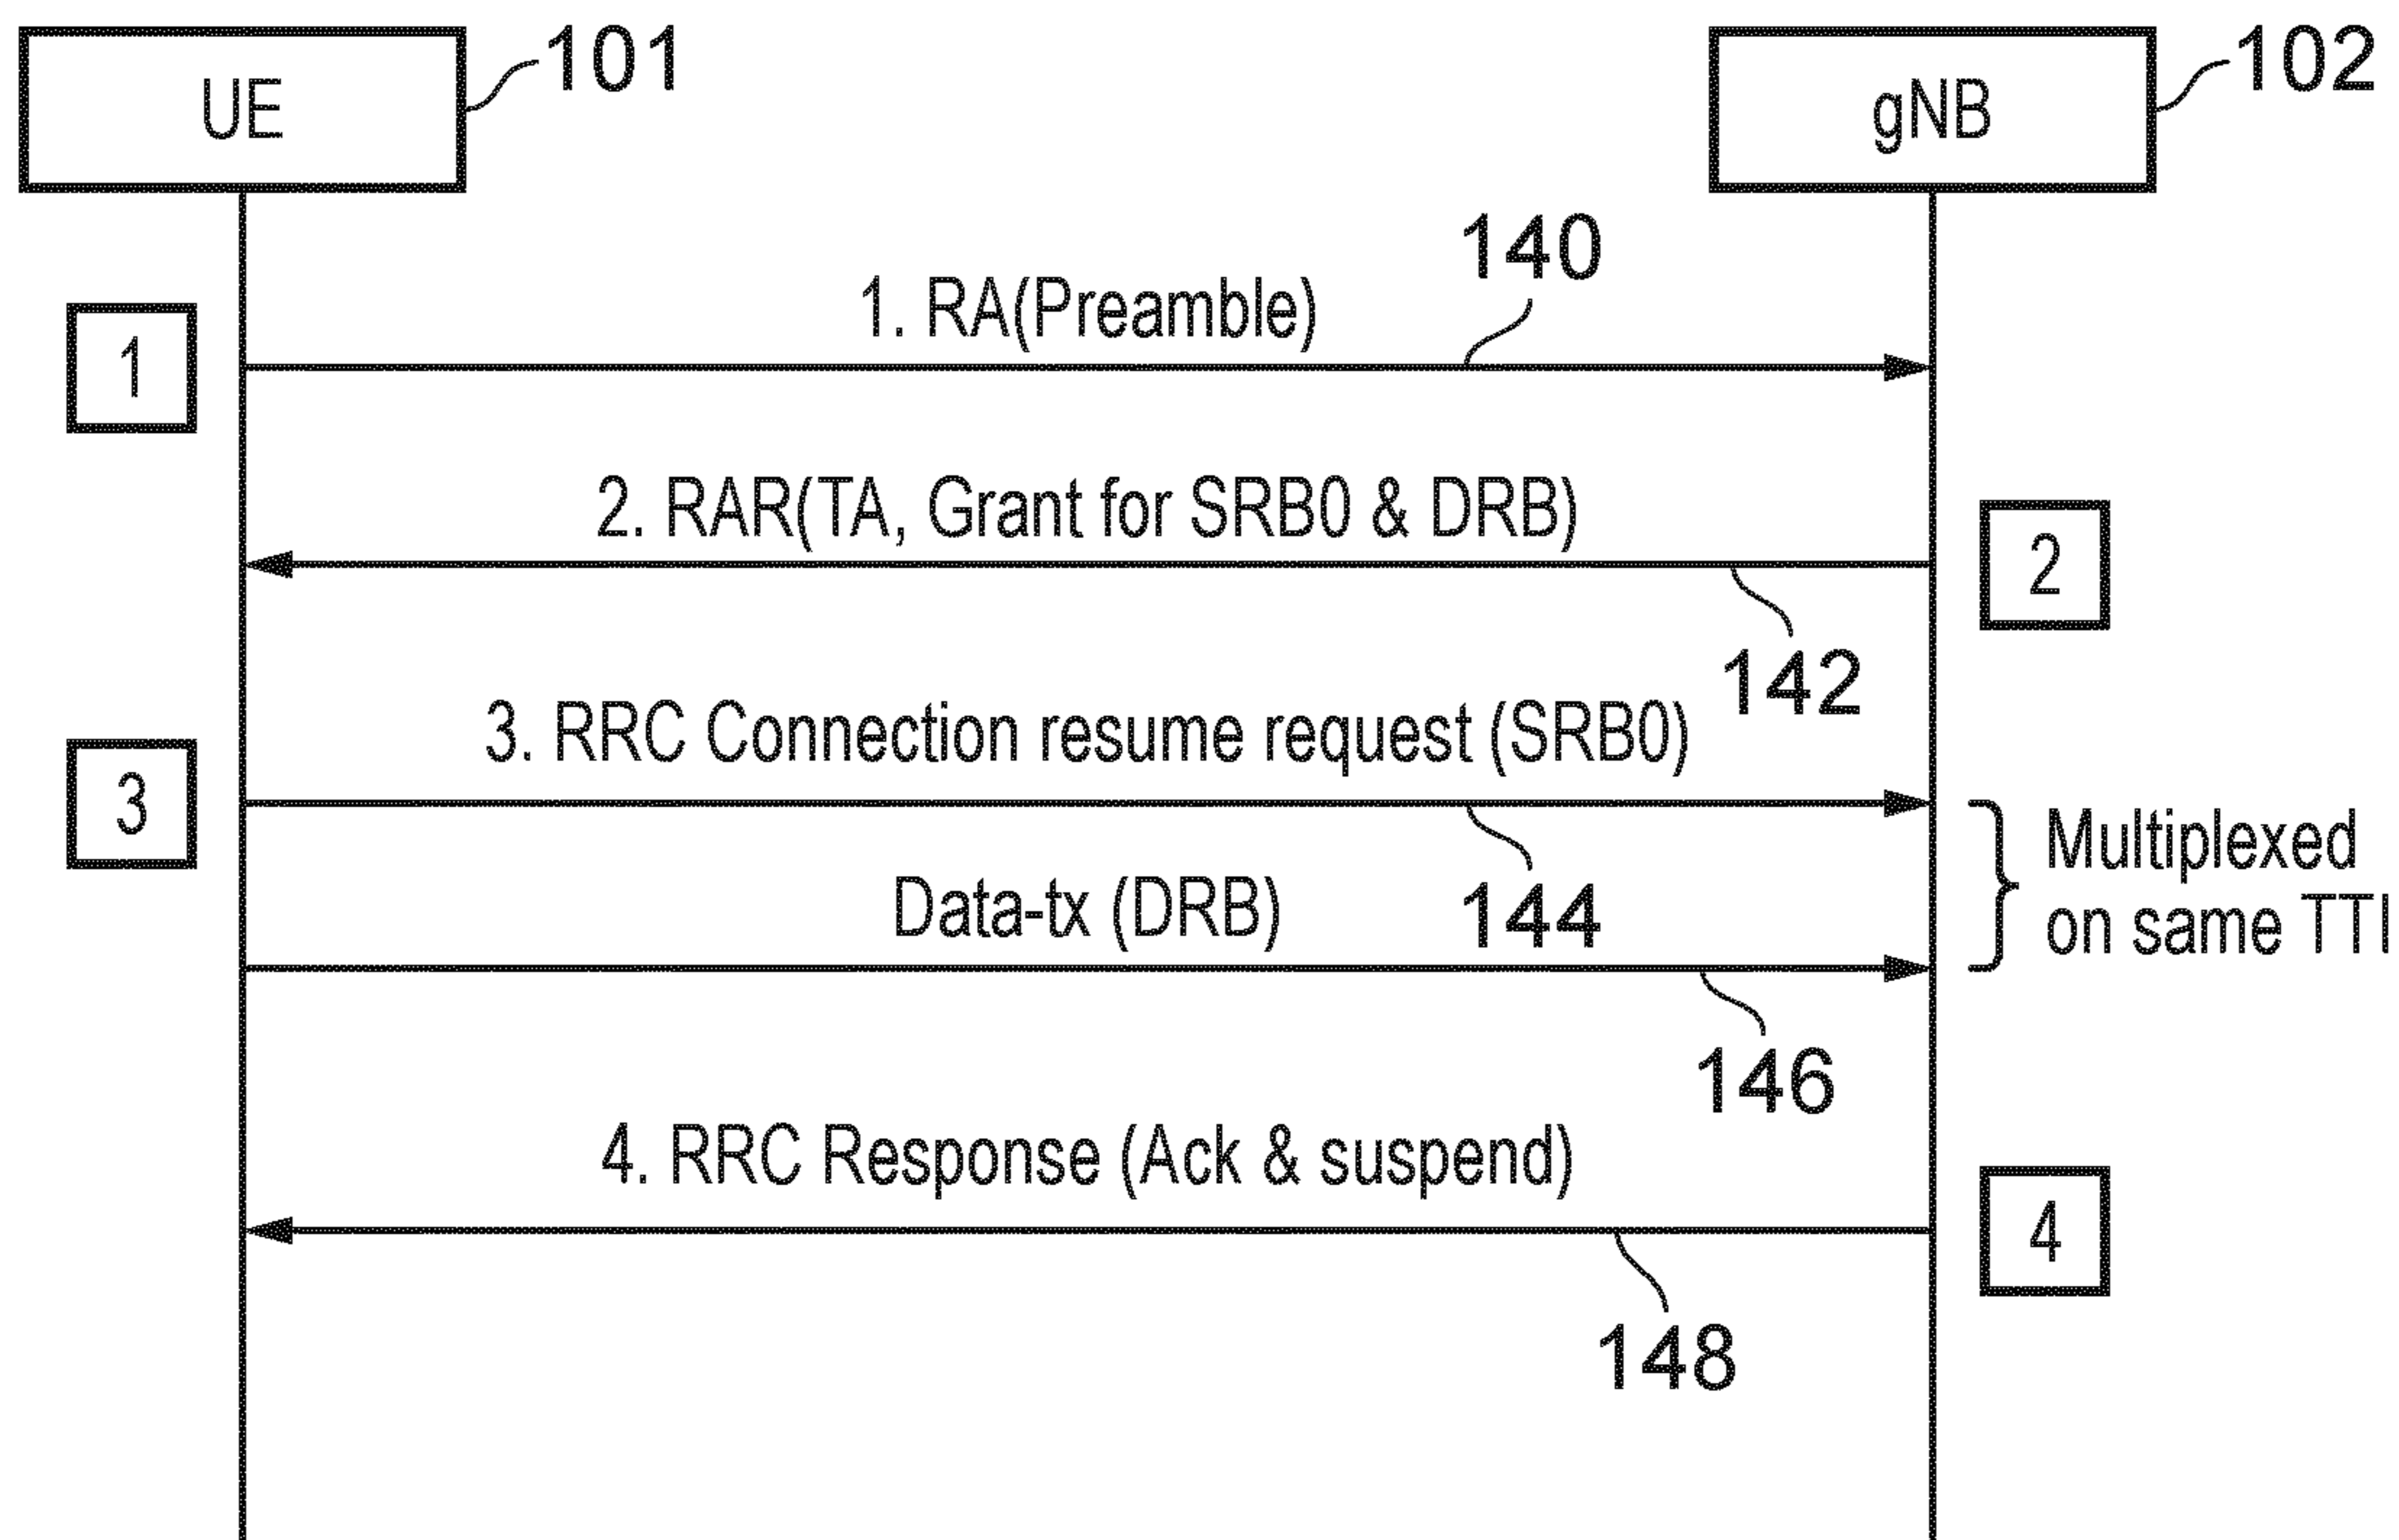 UE
101
gNB
102
140
1. RA(Preamble)
1
2. RAR(TA, Grant for SRB0 & DRB)
2
142
3. RRC Connection resume request (SRB0)
3
Multiplexed
on same TTI
Data-tx (DRB)
144
146
4. RRC Response (Ack & suspend)
4
148